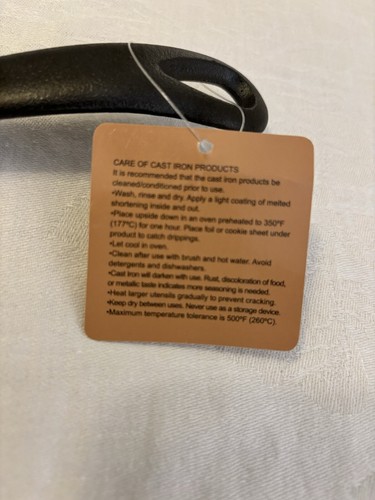 CARE OF CAST IRON PRODUCTS
It is recommended that the cast iron products be
cleaned/conditioned prior to use.
•Wash, rinse and dry. Apply a light coating of melted
shortening inside and out.
•Place upside down in an oven preheated to 350ºF
(177ºC) for one hour. Place foil or cookie sheet under
product to catch drippings.
•Let cool in oven.
•Clean after use with brush and hot water. Avoid
detergents and dishwashers.
•Cast Iron will darken with use. Rust, discoloration of food,
or metallic taste indicates more seasoning is needed.
•Heat larger utensils gradually to prevent cracking.
•Keep dry between uses. Never use as a storage device.
•Maximum temperature tolerance is 500ºF (260ºC).